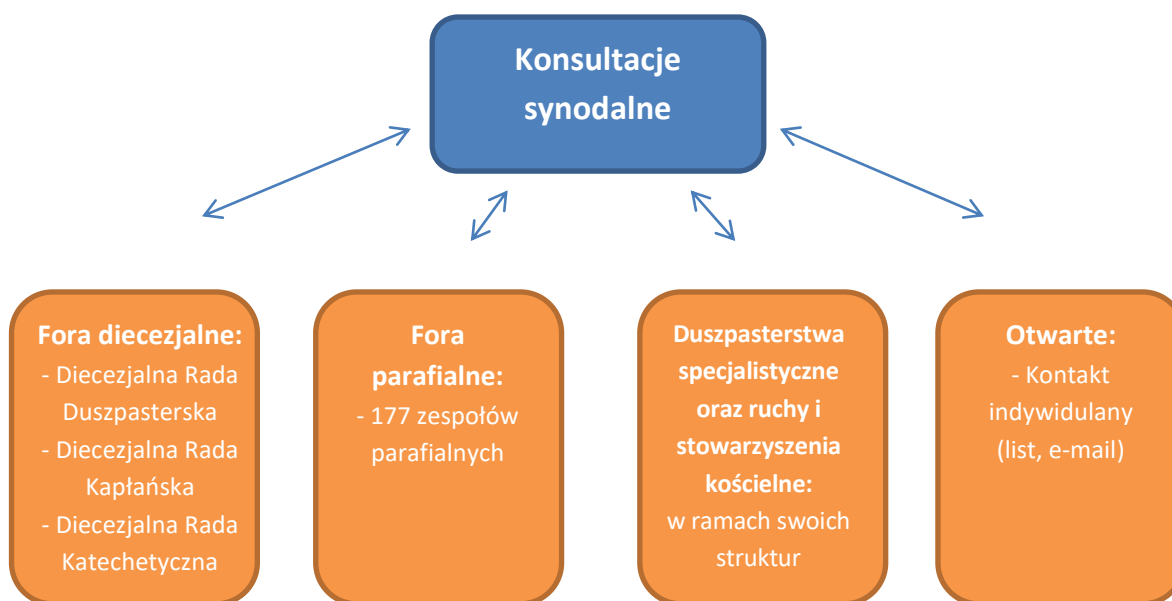 Konsultacje
synodalne
Fora diecezjalne:
- Diecezjalna Rada
Duszpasterska
- Diecezjalna Rada
Kapłańska
- Diecezjalna Rada
Katechetyczna
Fora
parafialne:
- 177 zespołów
parafialnych
Duszpasterstwa
specjalistyczne
oraz ruchy i
stowarzyszenia
kościelne:
w ramach swoich
struktur
Otwarte:
- Kontakt
indywidulany
(list, e-mail)